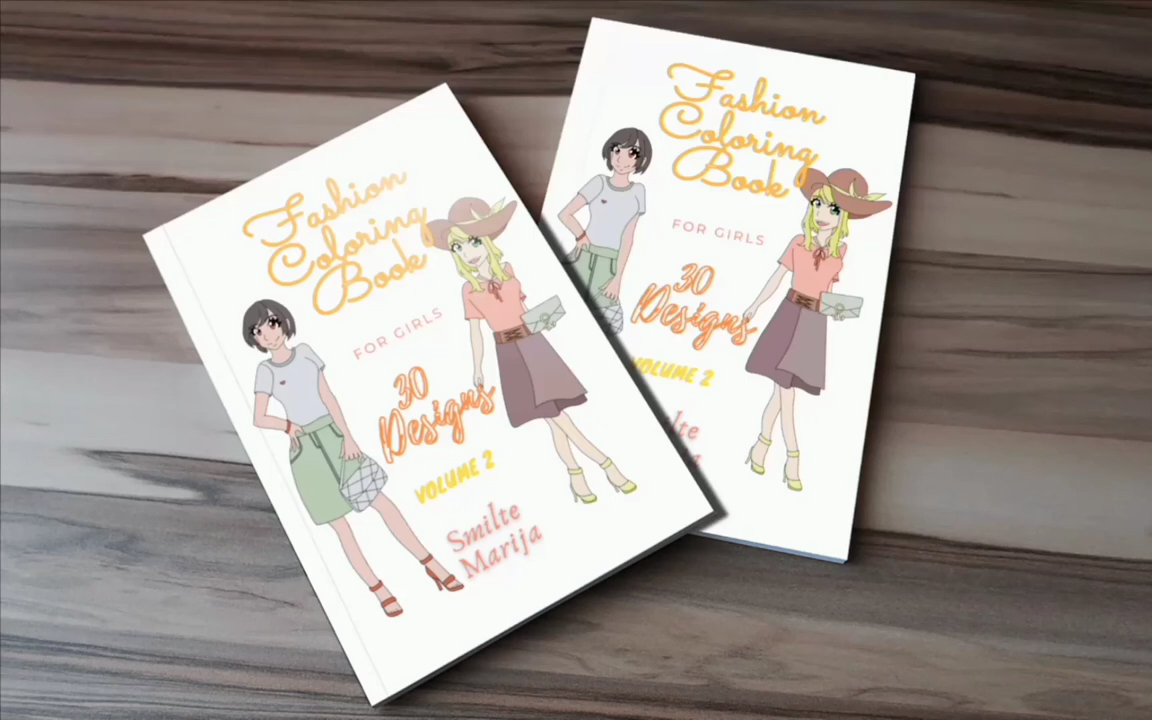 Fashion
Coloring
Book
FOR GIRLS
30
Designs
VOLUME 2
Smilte
Marija
Fashion
Coloring
Book
FOR GIRLS
30
Designs
VOLUME 2